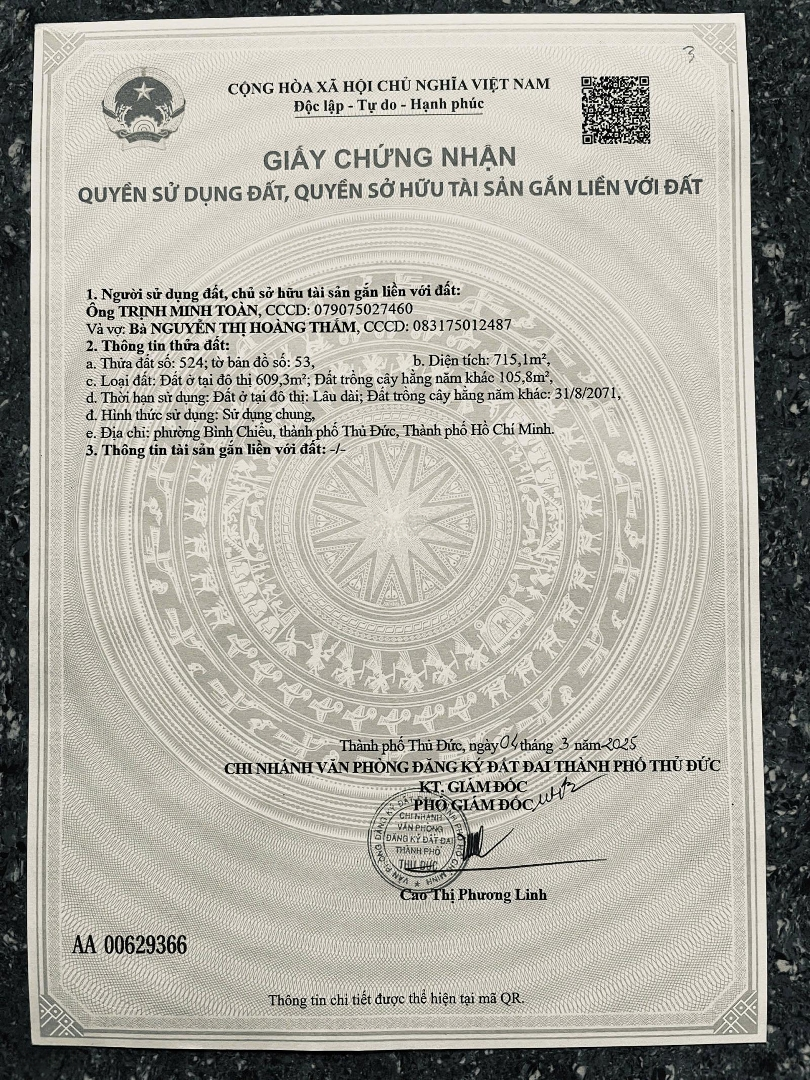 3
CỘNG HÒA XÃ HỘI CHỦ NGHĨA VIỆT NAM
Độc lập - Tự do - Hạnh phúc
GIẤY CHỨNG NHẬN
QUYỀN SỬ DỤNG ĐẤT, QUYỀN SỞ HỮU TÀI SẢN GẮN LIỀN VỚI ĐẤT
1. Người sử dụng đất, chủ sở hữu tài sản gắn liền với đất:
Ông TRỊNH MINH TOÀN, CCCD: 079075027460
Và vợ: Bà NGUYỄN THỊ HOÀNG THẮM, CCCD: 083175012487
2. Thông tin thửa đất:
a. Thửa đất số: 524; tờ bản đồ số: 53, b. Diện tích: 715,1m²,
c. Loại đất: Đất ở tại đô thị 609,3m²; Đất trồng cây hằng năm khác 105,8m²,
d. Thời hạn sử dụng: Đất ở tại đô thị: Lâu dài; Đất trồng cây hằng năm khác: 31/8/2071,
đ. Hình thức sử dụng: Sử dụng chung,
e. Địa chỉ: phường Bình Chiểu, thành phố Thủ Đức, Thành phố Hồ Chí Minh.
3. Thông tin tài sản gắn liền với đất: -/-
Thành phố Thủ Đức, ngày 04 tháng 3 năm 2025
CHI NHÁNH VĂN PHÒNG ĐĂNG KÝ ĐẤT ĐAI THÀNH PHỐ THỦ ĐỨC
KT. GIÁM ĐỐC
PHÓ GIÁM ĐỐC
CHI NHÁNH
VĂN PHÒNG
ĐĂNG KÝ ĐẤT ĐAI
THÀNH PHỐ
THỦ ĐỨC
Cao Thị Phương Linh
AA 00629366
Thông tin chi tiết được thể hiện tại mã QR.